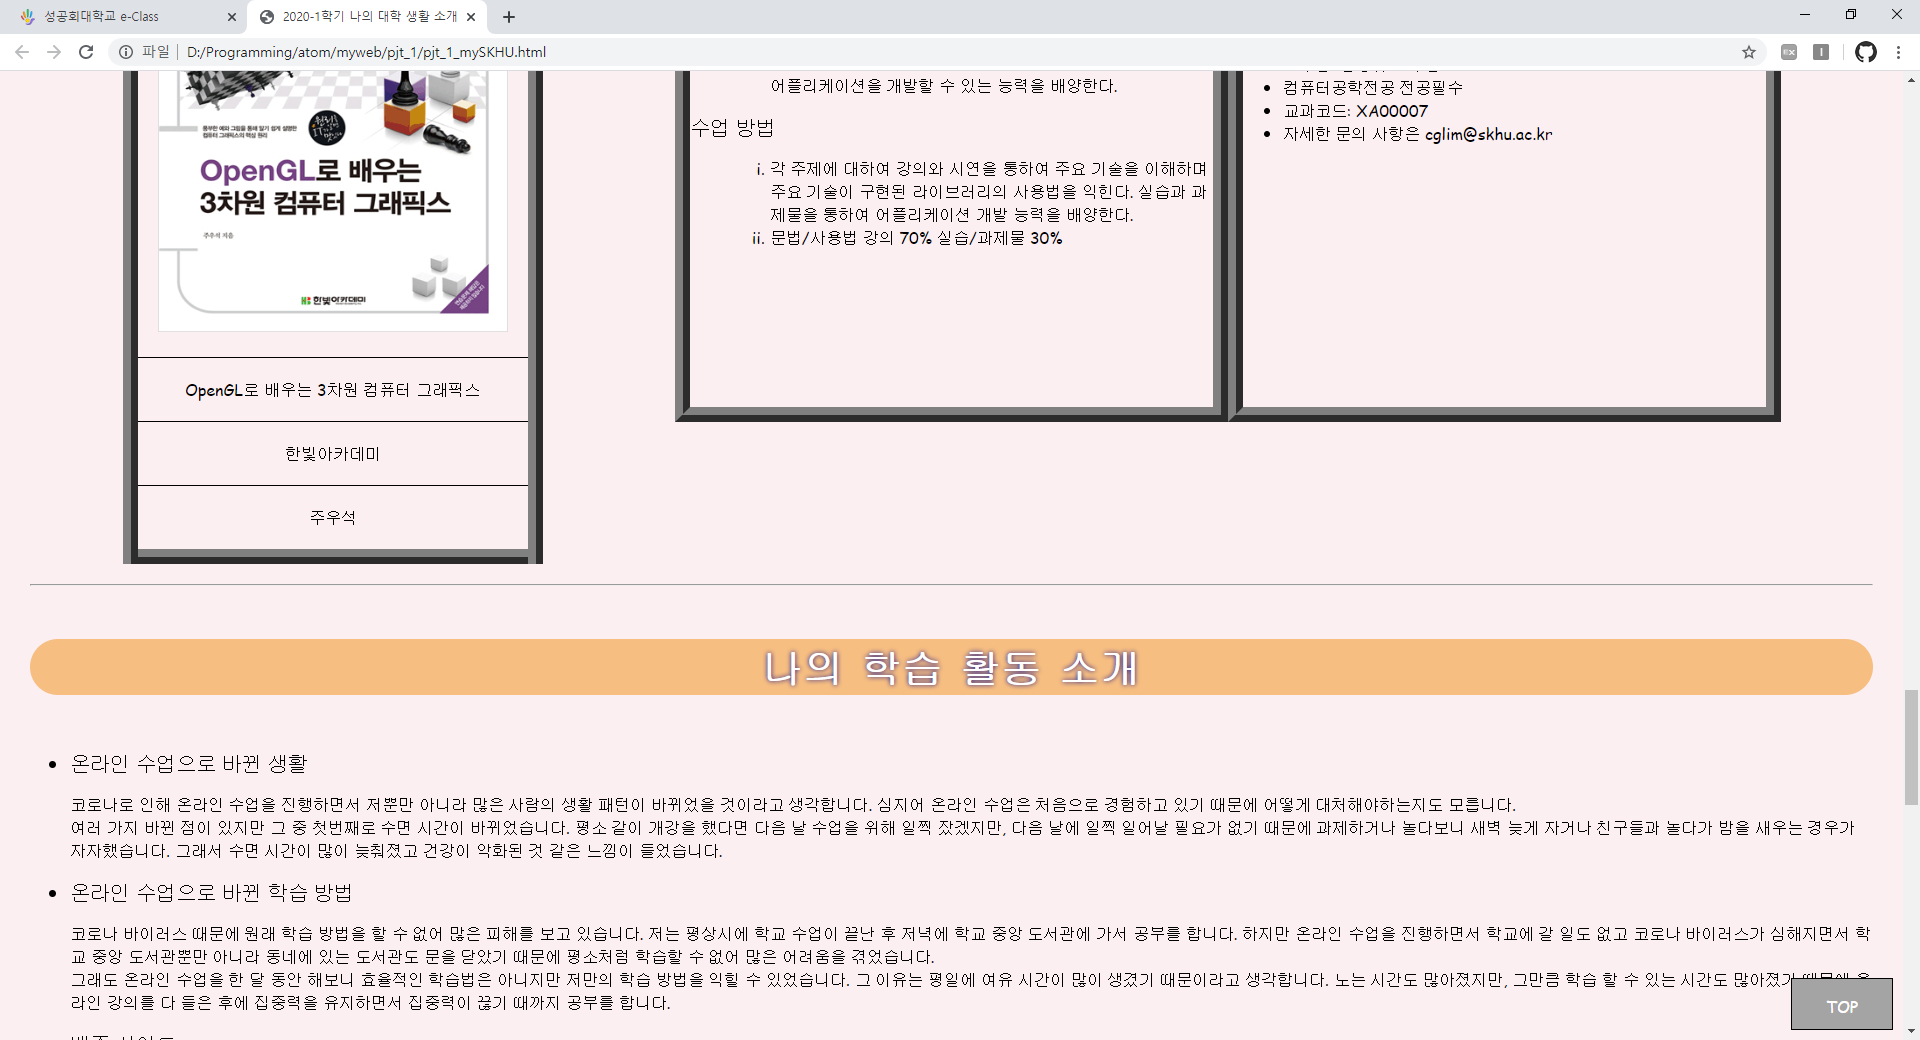 성공회대학교 e-Class
2020-1학기 나의 대학 생활 소개
파일
D:/Programming/atom/myweb/pjt_1/pjt_1_mySKHU.html
풍부한 예와 그림을 통해 알기 쉽게 설명한
컴퓨터 그래픽스의 핵심 원리
OpenGL로 배우는
3차원 컴퓨터 그래픽스
주우석 지음
한빛아카데미
OpenGL로 배우는 3차원 컴퓨터 그래픽스
한빛아카데미
주우석
어플리케이션을 개발할 수 있는 능력을 배양한다.
수업 방법
i. 각 주제에 대하여 강의와 시연을 통하여 주요 기술을 이해하며
주요 기술이 구현된 라이브러리의 사용법을 익힌다. 실습과 과
제물을 통하여 어플리케이션 개발 능력을 배양한다.
ii. 문법/사용법 강의 70% 실습/과제물 30%
컴퓨터공학전공 전공필수
교과코드: XA00007
자세한 문의 사항은 cglim@skhu.ac.kr
나의 학습 활동 소개
온라인 수업으로 바뀐 생활
코로나로 인해 온라인 수업을 진행하면서 저뿐만 아니라 많은 사람의 생활 패턴이 바뀌었을 것이라고 생각합니다. 심지어 온라인 수업은 처음으로 경험하고 있기 때문에 어떻게 대처해야하는지도 모릅니다.
여러 가지 바뀐 점이 있지만 그 중 첫번째로 수면 시간이 바뀌었습니다. 평소 같이 개강을 했다면 다음 날 수업을 위해 일찍 잤겠지만, 다음 날에 일찍 일어날 필요가 없기 때문에 과제하거나 놀다보니 새벽 늦게 자거나 친구들과 놀다가 밤을 새우는 경우가
자자했습니다. 그래서 수면 시간이 많이 늦춰졌고 건강이 악화된 것 같은 느낌이 들었습니다.
온라인 수업으로 바뀐 학습 방법
코로나 바이러스 때문에 원래 학습 방법을 할 수 없어 많은 피해를 보고 있습니다. 저는 평상시에 학교 수업이 끝난 후 저녁에 학교 중앙 도서관에 가서 공부를 합니다. 하지만 온라인 수업을 진행하면서 학교에 갈 일도 없고 코로나 바이러스가 심해지면서 학
교 중앙 도서관뿐만 아니라 동네에 있는 도서관도 문을 닫았기 때문에 평소처럼 학습할 수 없어 많은 어려움을 겪었습니다.
그래도 온라인 수업을 한 달 동안 해보니 효율적인 학습법은 아니지만 저만의 학습 방법을 익힐 수 있었습니다. 그 이유는 평일에 여유 시간이 많이 생겼기 때문이라고 생각합니다. 노는 시간도 많아졌지만, 그만큼 학습 할 수 있는 시간도 많아졌기 때문에 온
라인 강의를 다 들은 후에 집중력을 유지하면서 집중력이 끊기 때까지 공부를 합니다.
TOP